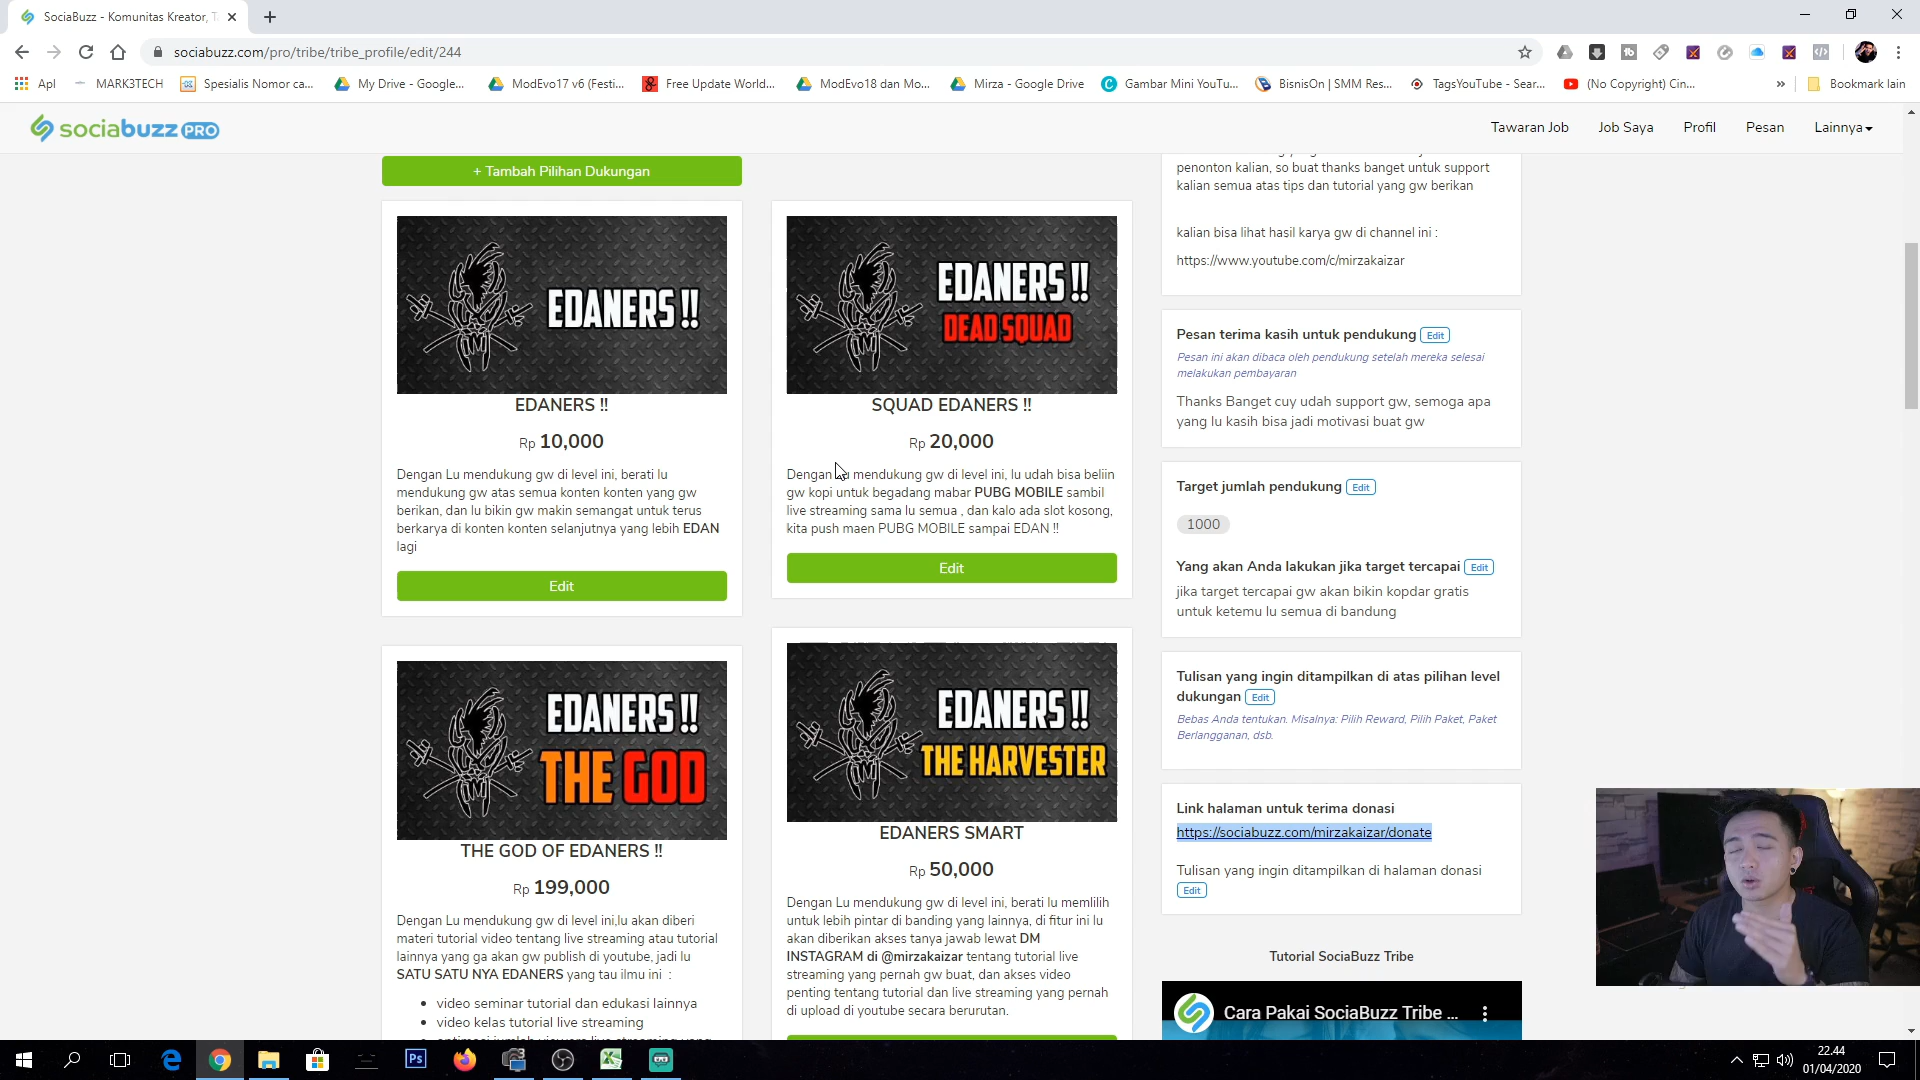 SociaBuzz - Komunitas Kreator, T
sociabuzz.com/pro/tribe/tribe_profile/edit/244
Apl
MARK3TECH
Spesialis Nomor ca...
My Drive - Google...
ModEvo17 v6 (Festi...
Free Update World...
ModEvo18 dan Mo...
Mirza - Google Drive
Gambar Mini YouTu...
BisnisOn | SMM Res...
TagsYouTube - Sear...
(No Copyright) Cin...
»
Bookmark lain
sociabuzz PRO
Tawaran Job
Job Saya
Profil
Pesan
Lainnya
+ Tambah Pilihan Dukungan
EDANERS !!
EDANERS !!
Rp 10,000
Dengan Lu mendukung gw di level ini, berati lu
mendukung gw atas semua konten konten yang gw
berikan, dan lu bikin gw makin semangat untuk terus
berkarya di konten konten selanjutnya yang lebih EDAN
lagi
Edit
EDANERS !!
DEAD SQUAD
SQUAD EDANERS !!
Rp 20,000
Dengan Lu mendukung gw di level ini, lu udah bisa beliin
gw kopi untuk begadang mabar PUBG MOBILE sambil
live streaming sama lu semua , dan kalo ada slot kosong,
kita push maen PUBG MOBILE sampai EDAN !!
Edit
EDANERS !!
THE GOD
THE GOD OF EDANERS !!
Rp 199,000
Dengan Lu mendukung gw di level ini,lu akan diberi
materi tutorial video tentang live streaming atau tutorial
lainnya yang ga akan gw publish di youtube, jadi lu
SATU SATU NYA EDANERS yang tau ilmu ini :
• video seminar tutorial dan edukasi lainnya
• video kelas tutorial live streaming
EDANERS !!
THE HARVESTER
EDANERS SMART
Rp 50,000
Dengan Lu mendukung gw di level ini, berati lu memlilih
untuk lebih pintar di banding yang lainnya, di fitur ini lu
akan diberikan akses tanya jawab lewat DM
INSTAGRAM di @mirzakaizar tentang tutorial live
streaming yang pernah gw buat, dan akses video
penting tentang tutorial dan live streaming yang pernah
di upload di youtube secara berurutan.
penonton kalian, so buat thanks banget untuk support
kalian semua atas tips dan tutorial yang gw berikan
kalian bisa lihat hasil karya gw di channel ini :
https://www.youtube.com/c/mirzakaizar
Pesan terima kasih untuk pendukung Edit
Pesan ini akan dibaca oleh pendukung setelah mereka selesai
melakukan pembayaran
Thanks Banget cuy udah support gw, semoga apa
yang lu kasih bisa jadi motivasi buat gw
Target jumlah pendukung Edit
1000
Yang akan Anda lakukan jika target tercapai Edit
jika target tercapai gw akan bikin kopdar gratis
untuk ketemu lu semua di bandung
Tulisan yang ingin ditampilkan di atas pilihan level
dukungan Edit
Bebas Anda tentukan. Misalnya: Pilih Reward, Pilih Paket, Paket
Berlangganan, dsb.
Link halaman untuk terima donasi
https://sociabuzz.com/mirzakaizar/donate
Tulisan yang ingin ditampilkan di halaman donasi
Edit
Tutorial SociaBuzz Tribe
Cara Pakai SociaBuzz Tribe ...
Ps
22.44
01/04/2020